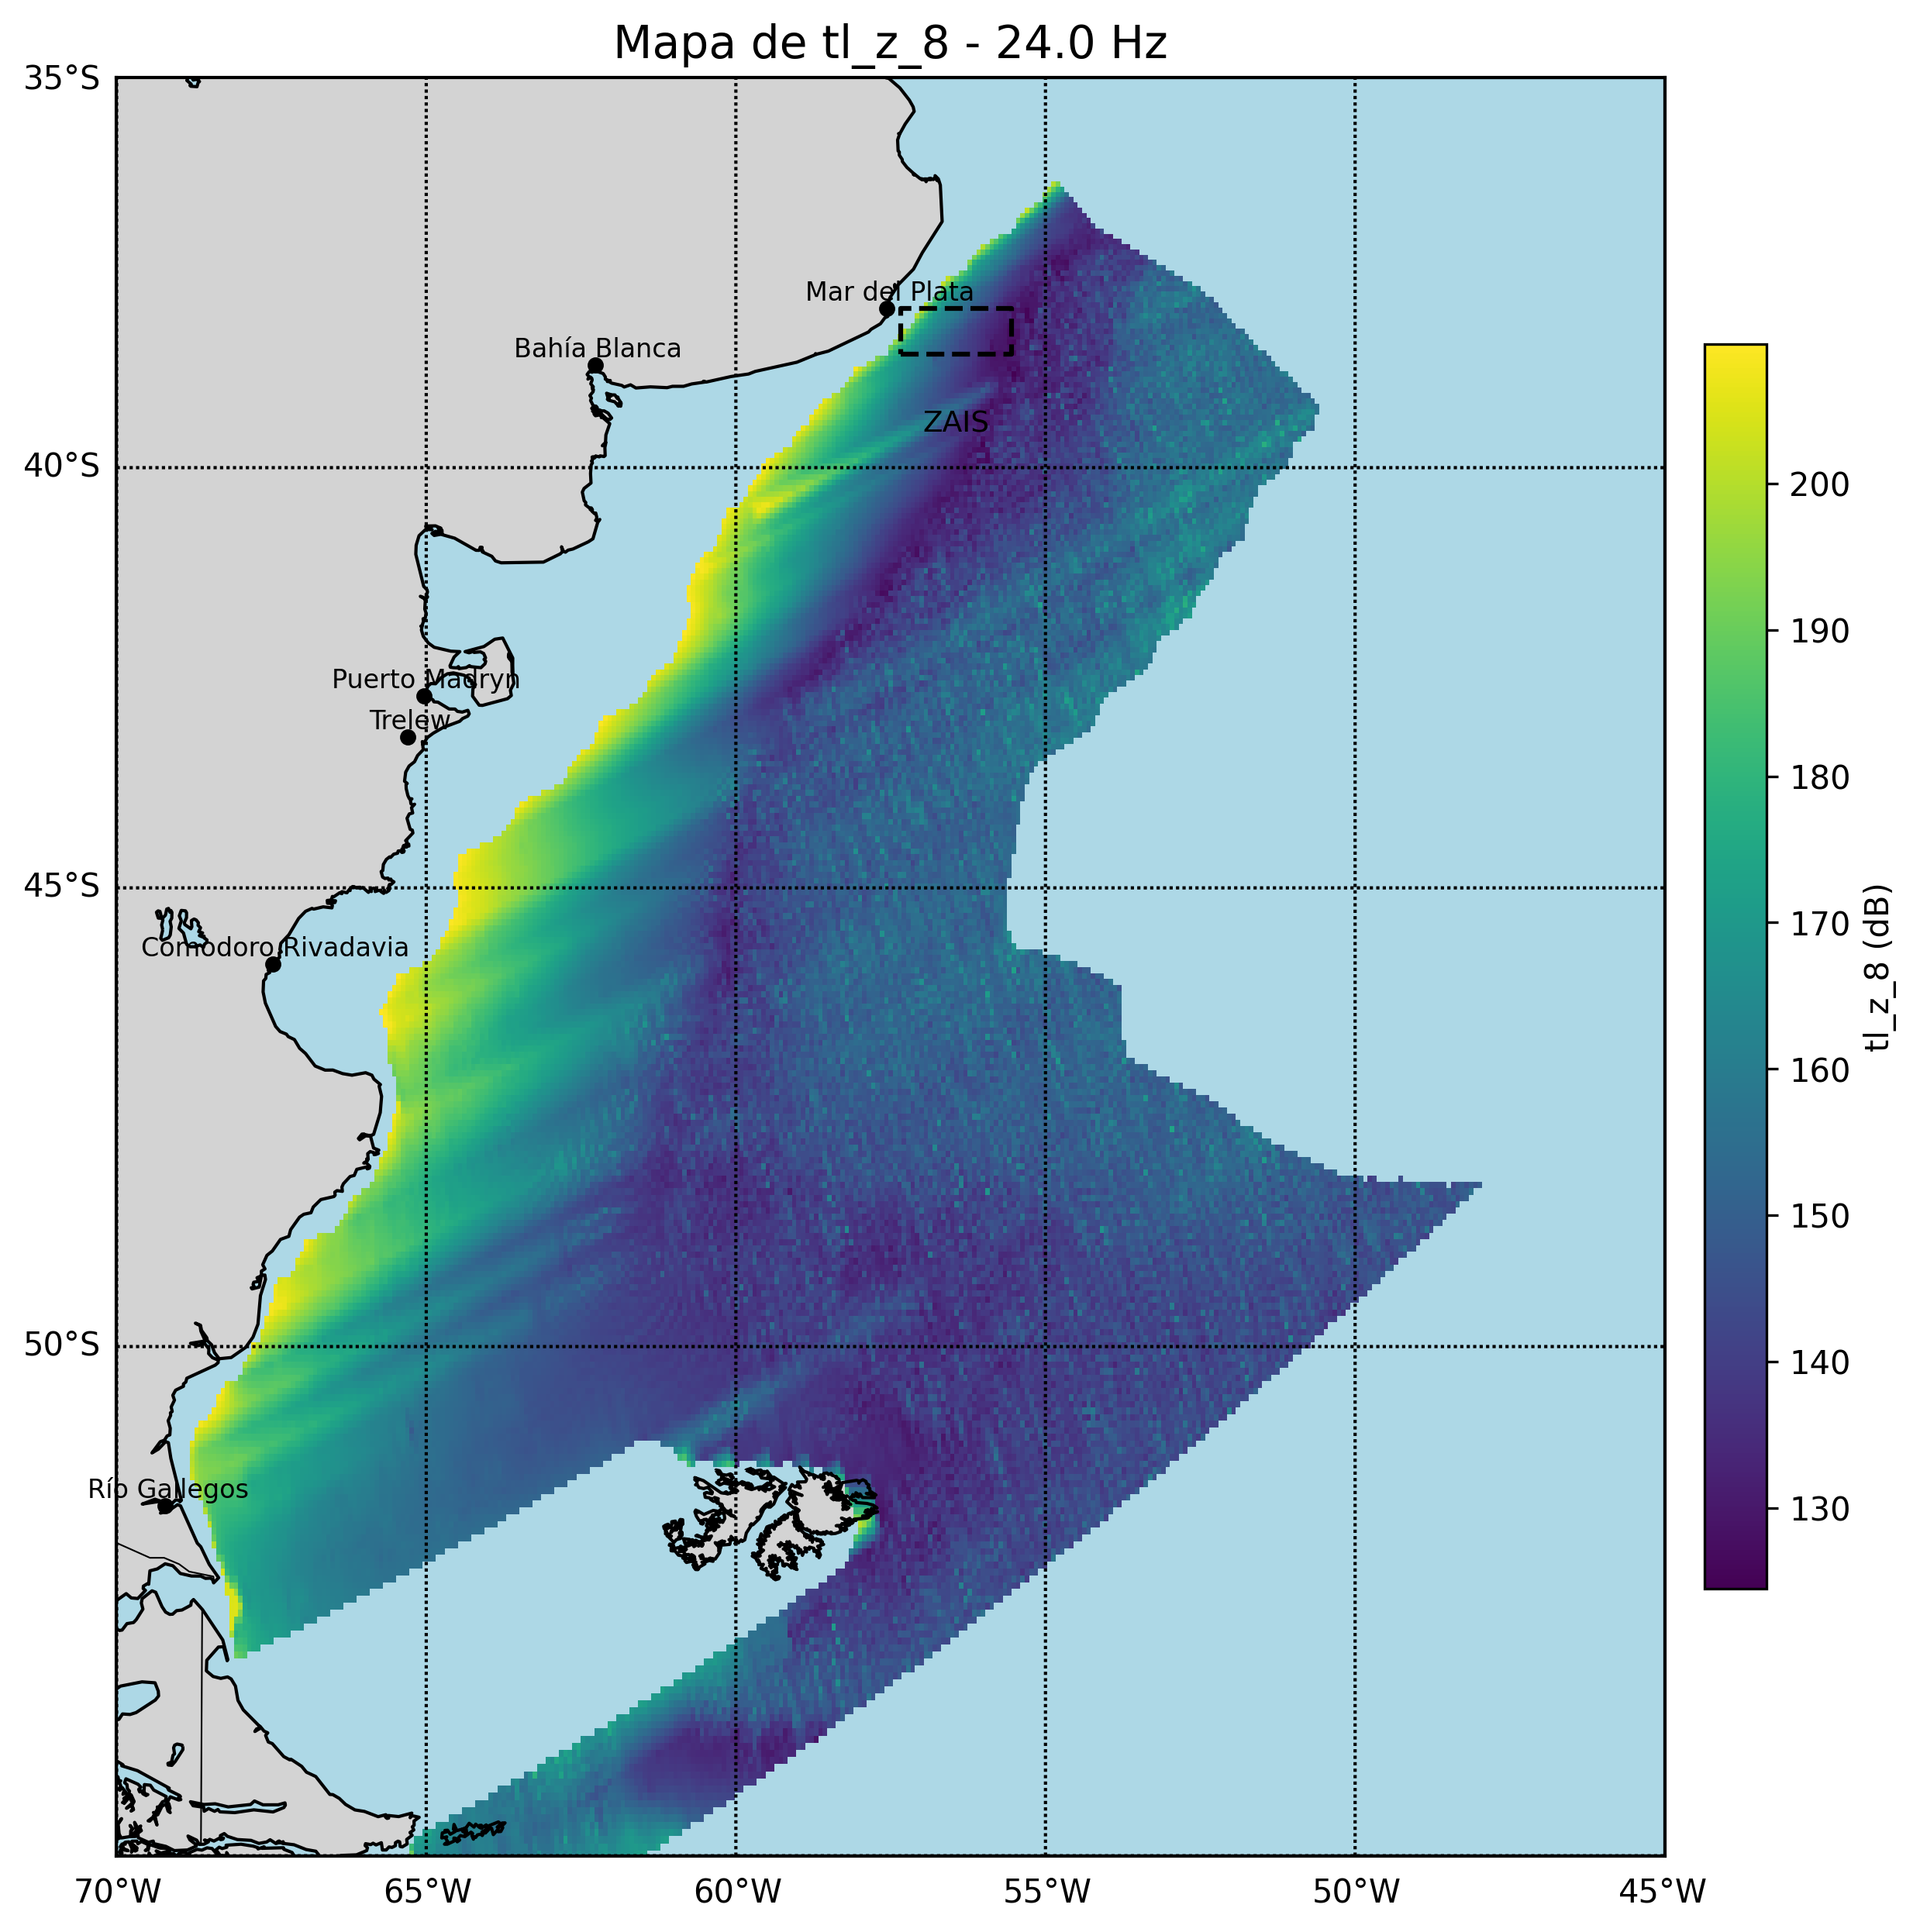 Mapa de tl_z_8 - 24.0 Hz
35°S
Mar del Plata
Bahía Blanca
ZAIS
40°S
200
190
Puerto Madryn
Trelew
180
45°S
170
tl_z_8 (dB)
Comodoro Rivadavia
160
150
50°S
140
Río Gallegos
130
70°W
65°W
60°W
55°W
50°W
45°W